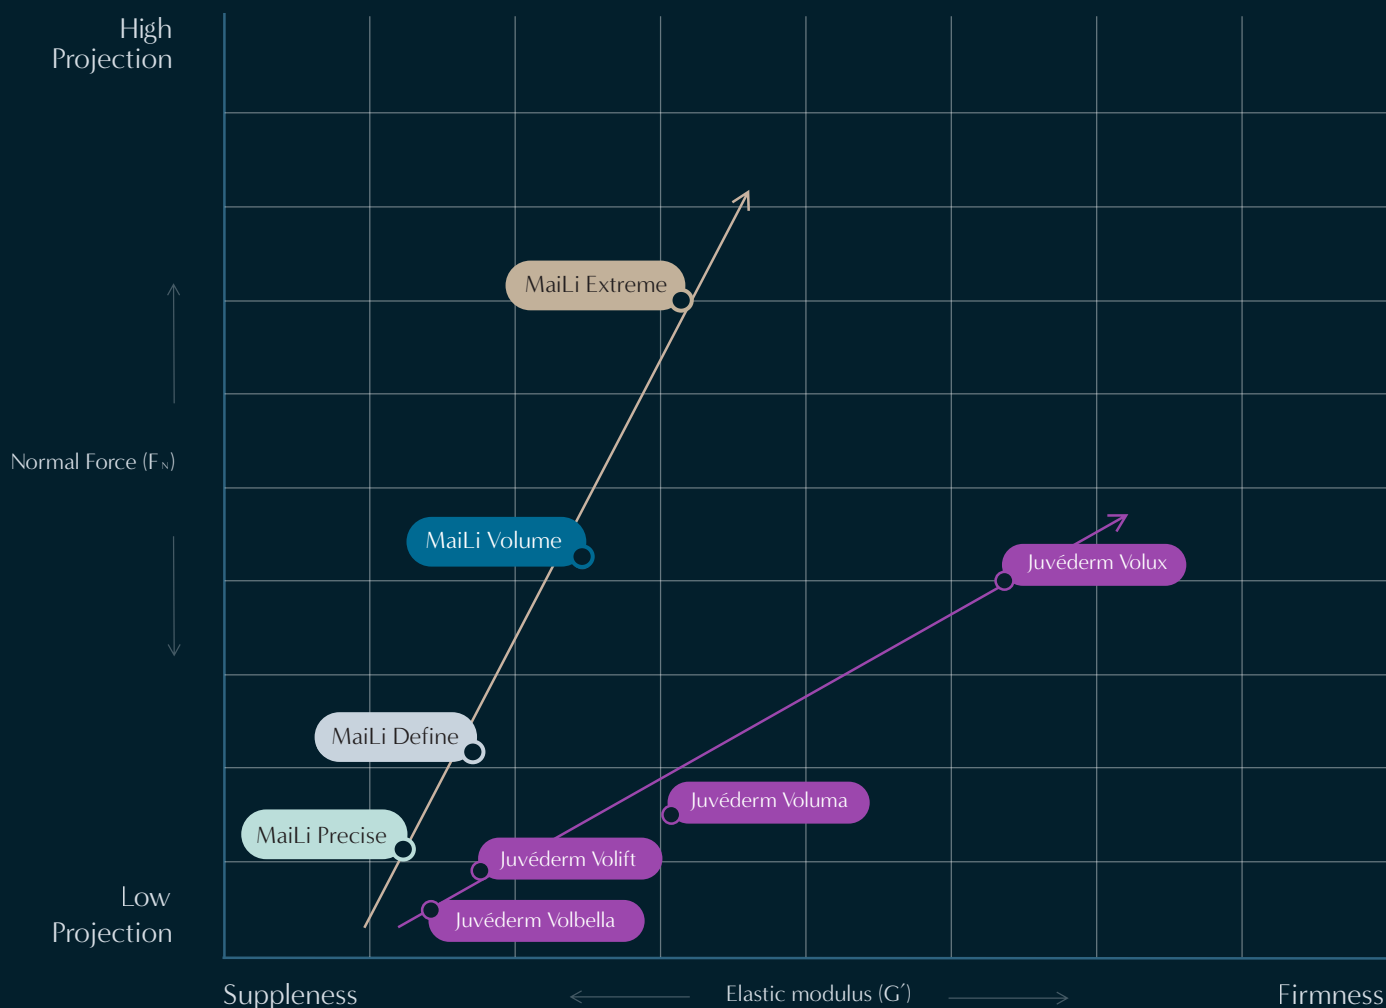 High
Projection
MaiLi Extreme
Normal Force (FN)
MaiLi Volume
Juvéderm Volux
MaiLi Define
Juvéderm Voluma
MaiLi Precise
Juvéderm Volift
Low
Projection
Juvéderm Volbella
Suppleness
Elastic modulus (G´)
Firmness